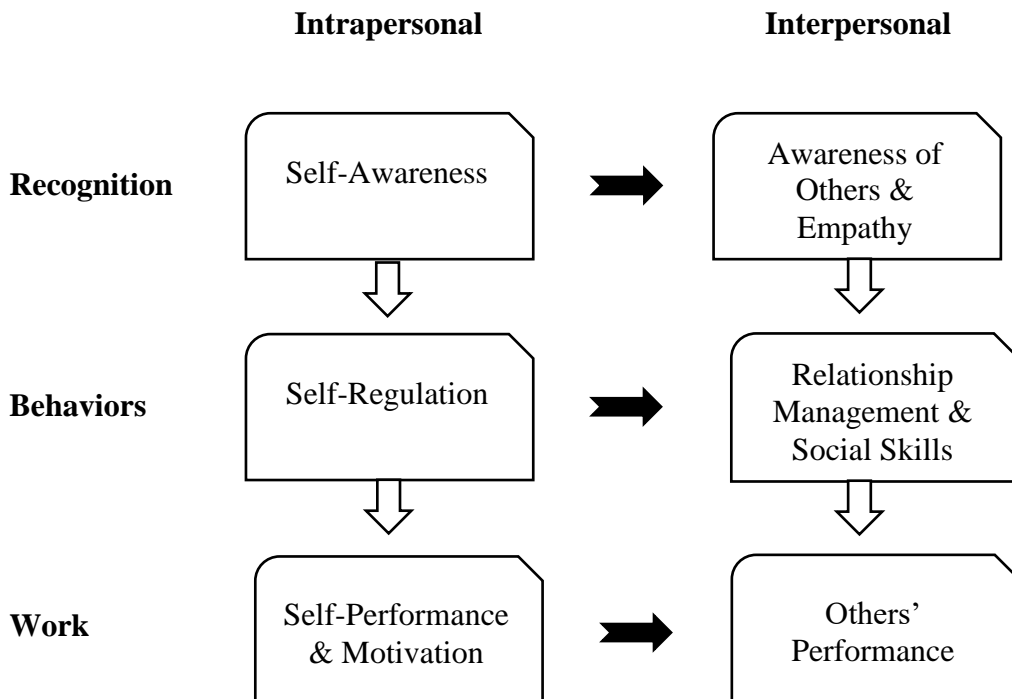 Intrapersonal
Interpersonal
Recognition
Self-Awareness
Awareness of
Others &
Empathy
Behaviors
Self-Regulation
Relationship
Management &
Social Skills
Work
Self-Performance
& Motivation
Others’
Performance